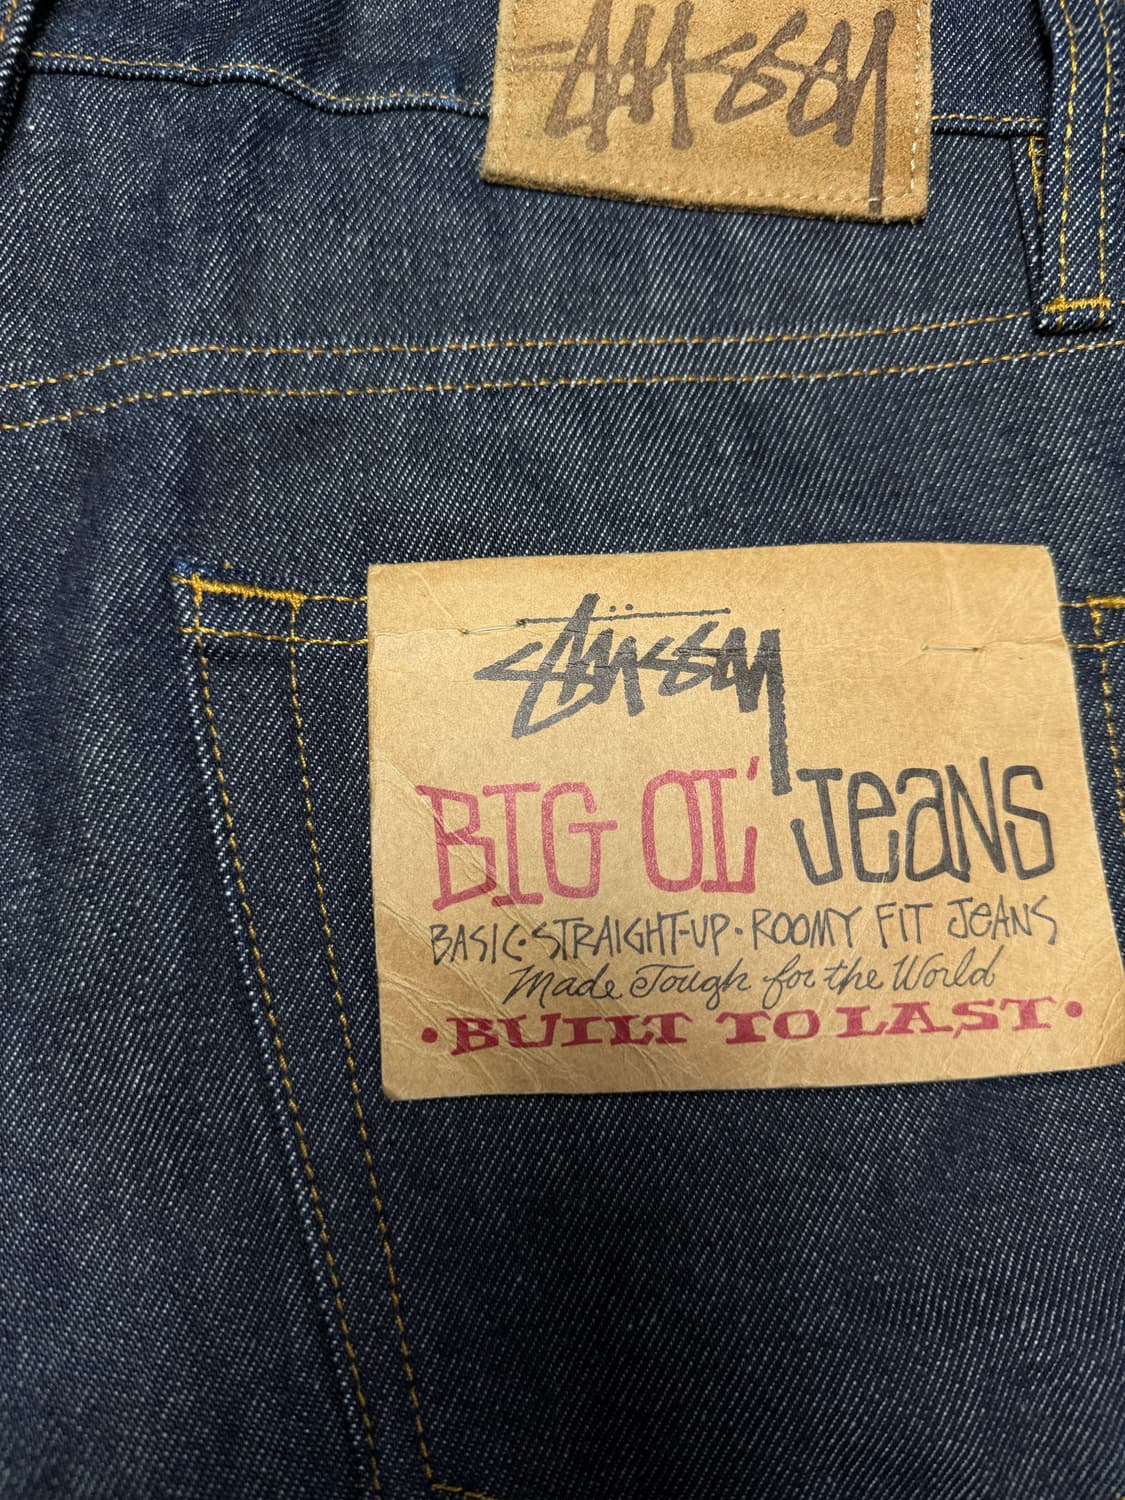 Stüssy
Stüssy
BIG OL' JEANS
BASIC·STRAIGHT-UP·ROOMY FIT JEANS
Made Tough for the World
•BUILT TO LAST•